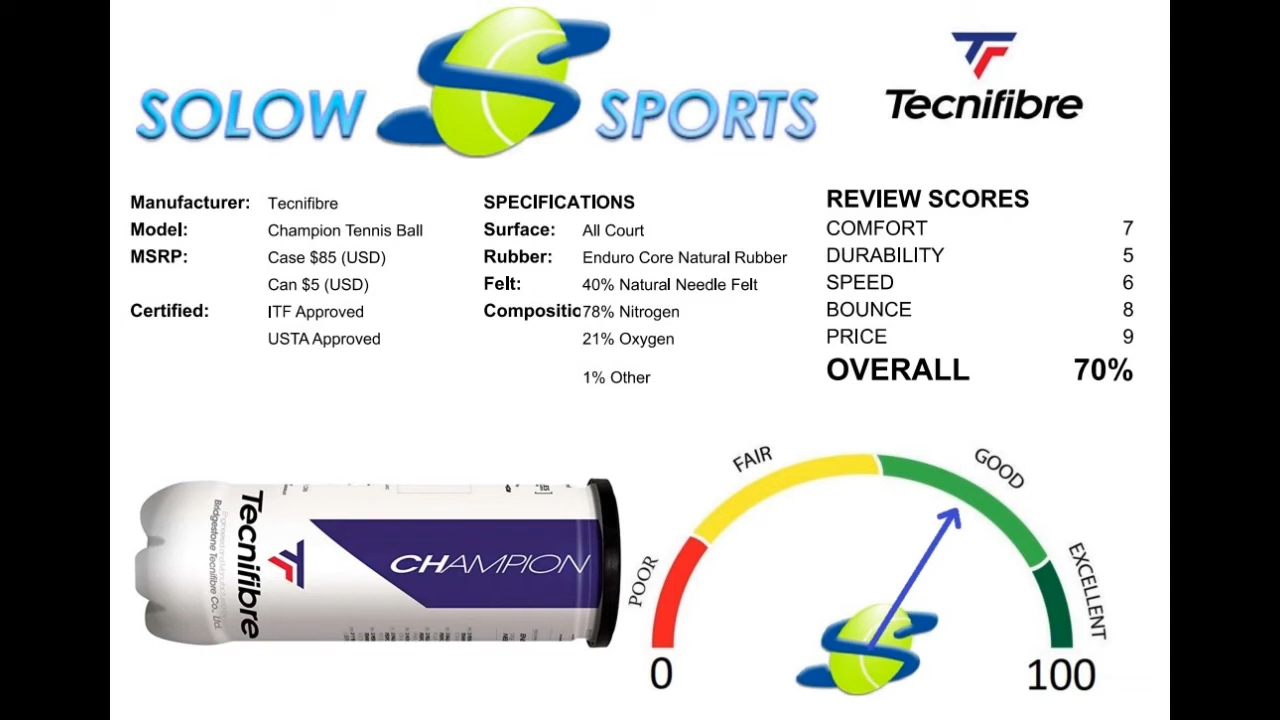 SOLOW SPORTS
Tecnifibre
Manufacturer: Tecnifibre
Model: Champion Tennis Ball
MSRP: Case $85 (USD)
Can $5 (USD)
Certified: ITF Approved
USTA Approved
SPECIFICATIONS
Surface: All Court
Rubber: Enduro Core Natural Rubber
Felt: 40% Natural Needle Felt
Compositic 78% Nitrogen
21% Oxygen
1% Other
REVIEW SCORES
COMFORT 7
DURABILITY 5
SPEED 6
BOUNCE 8
PRICE 9
OVERALL 70%
Tecnifibre
Bridgestone Tecnifibre Co., Ltd.
CHAMPION
POOR
FAIR
GOOD
EXCELLENT
0
100